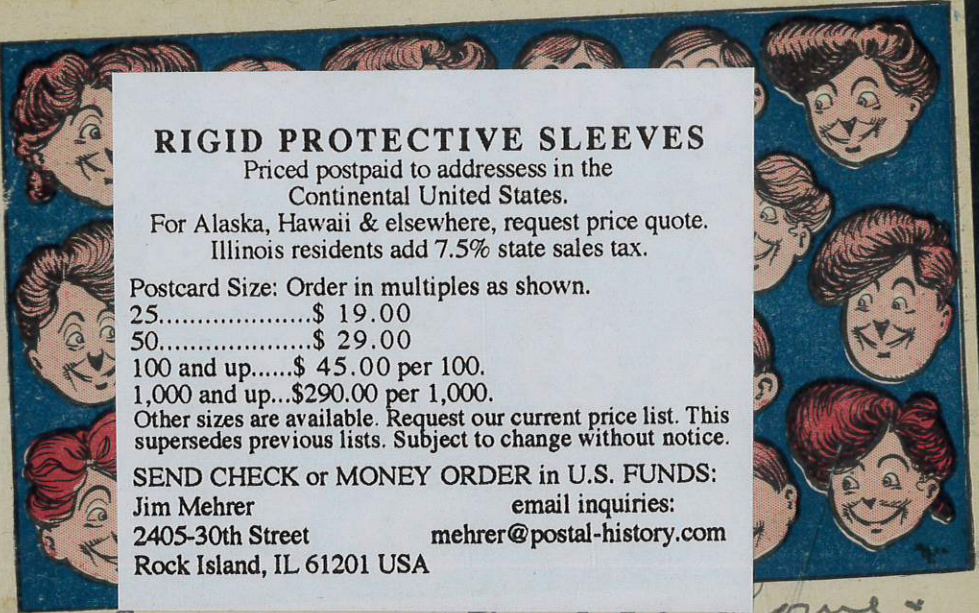 RIGID PROTECTIVE SLEEVES
Priced postpaid to addressess in the
Continental United States.
For Alaska, Hawaii & elsewhere, request price quote.
Illinois residents add 7.5% state sales tax.
Postcard Size: Order in multiples as shown.
25....................$ 19.00
50....................$ 29.00
100 and up......$ 45.00 per 100.
1,000 and up...$290.00 per 1,000.
Other sizes are available. Request our current price list. This
supersedes previous lists. Subject to change without notice.
SEND CHECK or MONEY ORDER in U.S. FUNDS:
Jim Mehrer email inquiries:
2405-30th Street mehrer@postal-history.com
Rock Island, IL 61201 USA